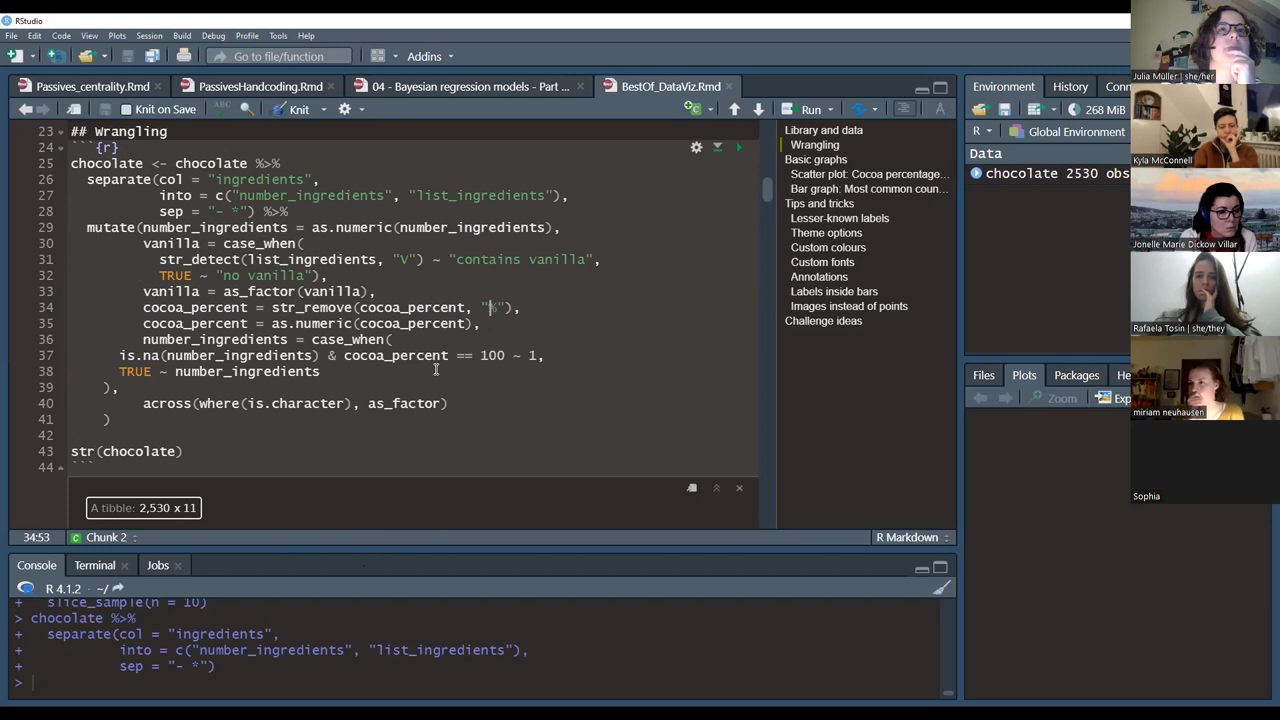 RStudio
File Edit Code View Plots Session Build Debug Profile Tools Help
Go to file/function
Addins
Passives_centrality.Rmd
PassivesHandcoding.Rmd
04 - Bayesian regression models - Part ...
BestOf_DataViz.Rmd
Knit on Save
Knit
Run
23 ## Wrangling
24 ```{r}
25 chocolate <- chocolate %>%
26 separate(col = "ingredients",
27 into = c("number_ingredients", "list_ingredients"),
28 sep = "- *") %>%
29 mutate(number_ingredients = as.numeric(number_ingredients),
30 vanilla = case_when(
31 str_detect(list_ingredients, "V") ~ "contains vanilla",
32 TRUE ~ "no vanilla"),
33 vanilla = as_factor(vanilla),
34 cocoa_percent = str_remove(cocoa_percent, "%"),
35 cocoa_percent = as.numeric(cocoa_percent),
36 number_ingredients = case_when(
37 is.na(number_ingredients) & cocoa_percent == 100 ~ 1,
38 TRUE ~ number_ingredients
39 ),
40 across(where(is.character), as_factor)
41 )
42
43 str(chocolate)
44 ```
A tibble: 2,530 x 11
34:53
Chunk 2
R Markdown
Library and data
Wrangling
Basic graphs
Scatter plot: Cocoa percentage...
Bar graph: Most common coun...
Tips and tricks
Lesser-known labels
Theme options
Custom colours
Custom fonts
Annotations
Labels inside bars
Images instead of points
Challenge ideas
Console Terminal Jobs
R 4.1.2 · ~/
+ slice_sample(n = 10)
> chocolate %>%
+ separate(col = "ingredients",
+ into = c("number_ingredients", "list_ingredients"),
+ sep = "- *")
>
Environment History Conn
268 MiB
R Global Environment
Data
chocolate 2530 obs
Files Plots Packages
Zoom Exp
Julia Müller | she/her
Kyla McConnell
Jonelle Marie Dickow Villar
Rafaela Tosin | she/they
miriam neuhausen
Sophia